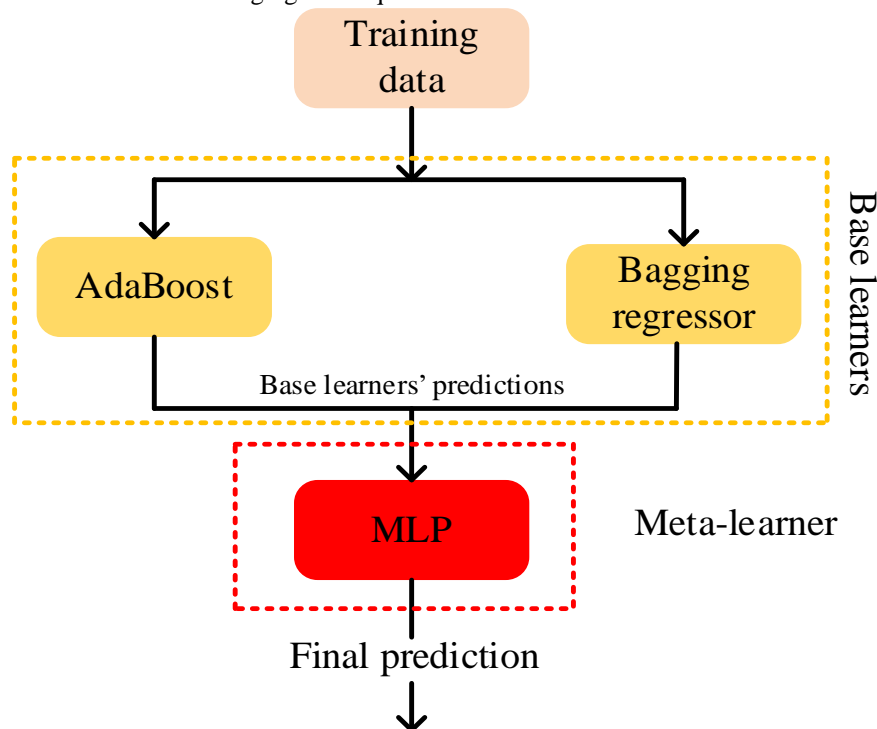 Training
data
AdaBoost
Bagging
regressor
Base learners
Base learners’ predictions
MLP
Meta-learner
Final prediction